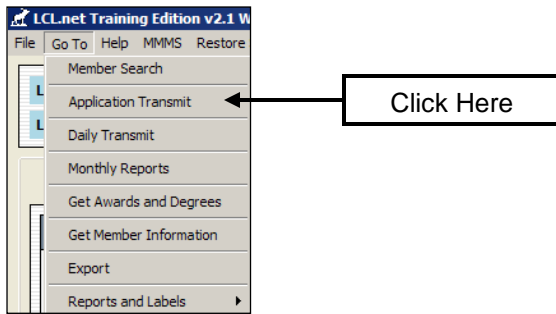 LCL.net Training Edition v2.1 W
File Go To Help MMMS Restore
Member Search
L
Application Transmit
Click Here
L
Daily Transmit
Monthly Reports
Get Awards and Degrees
Get Member Information
Export
Reports and Labels